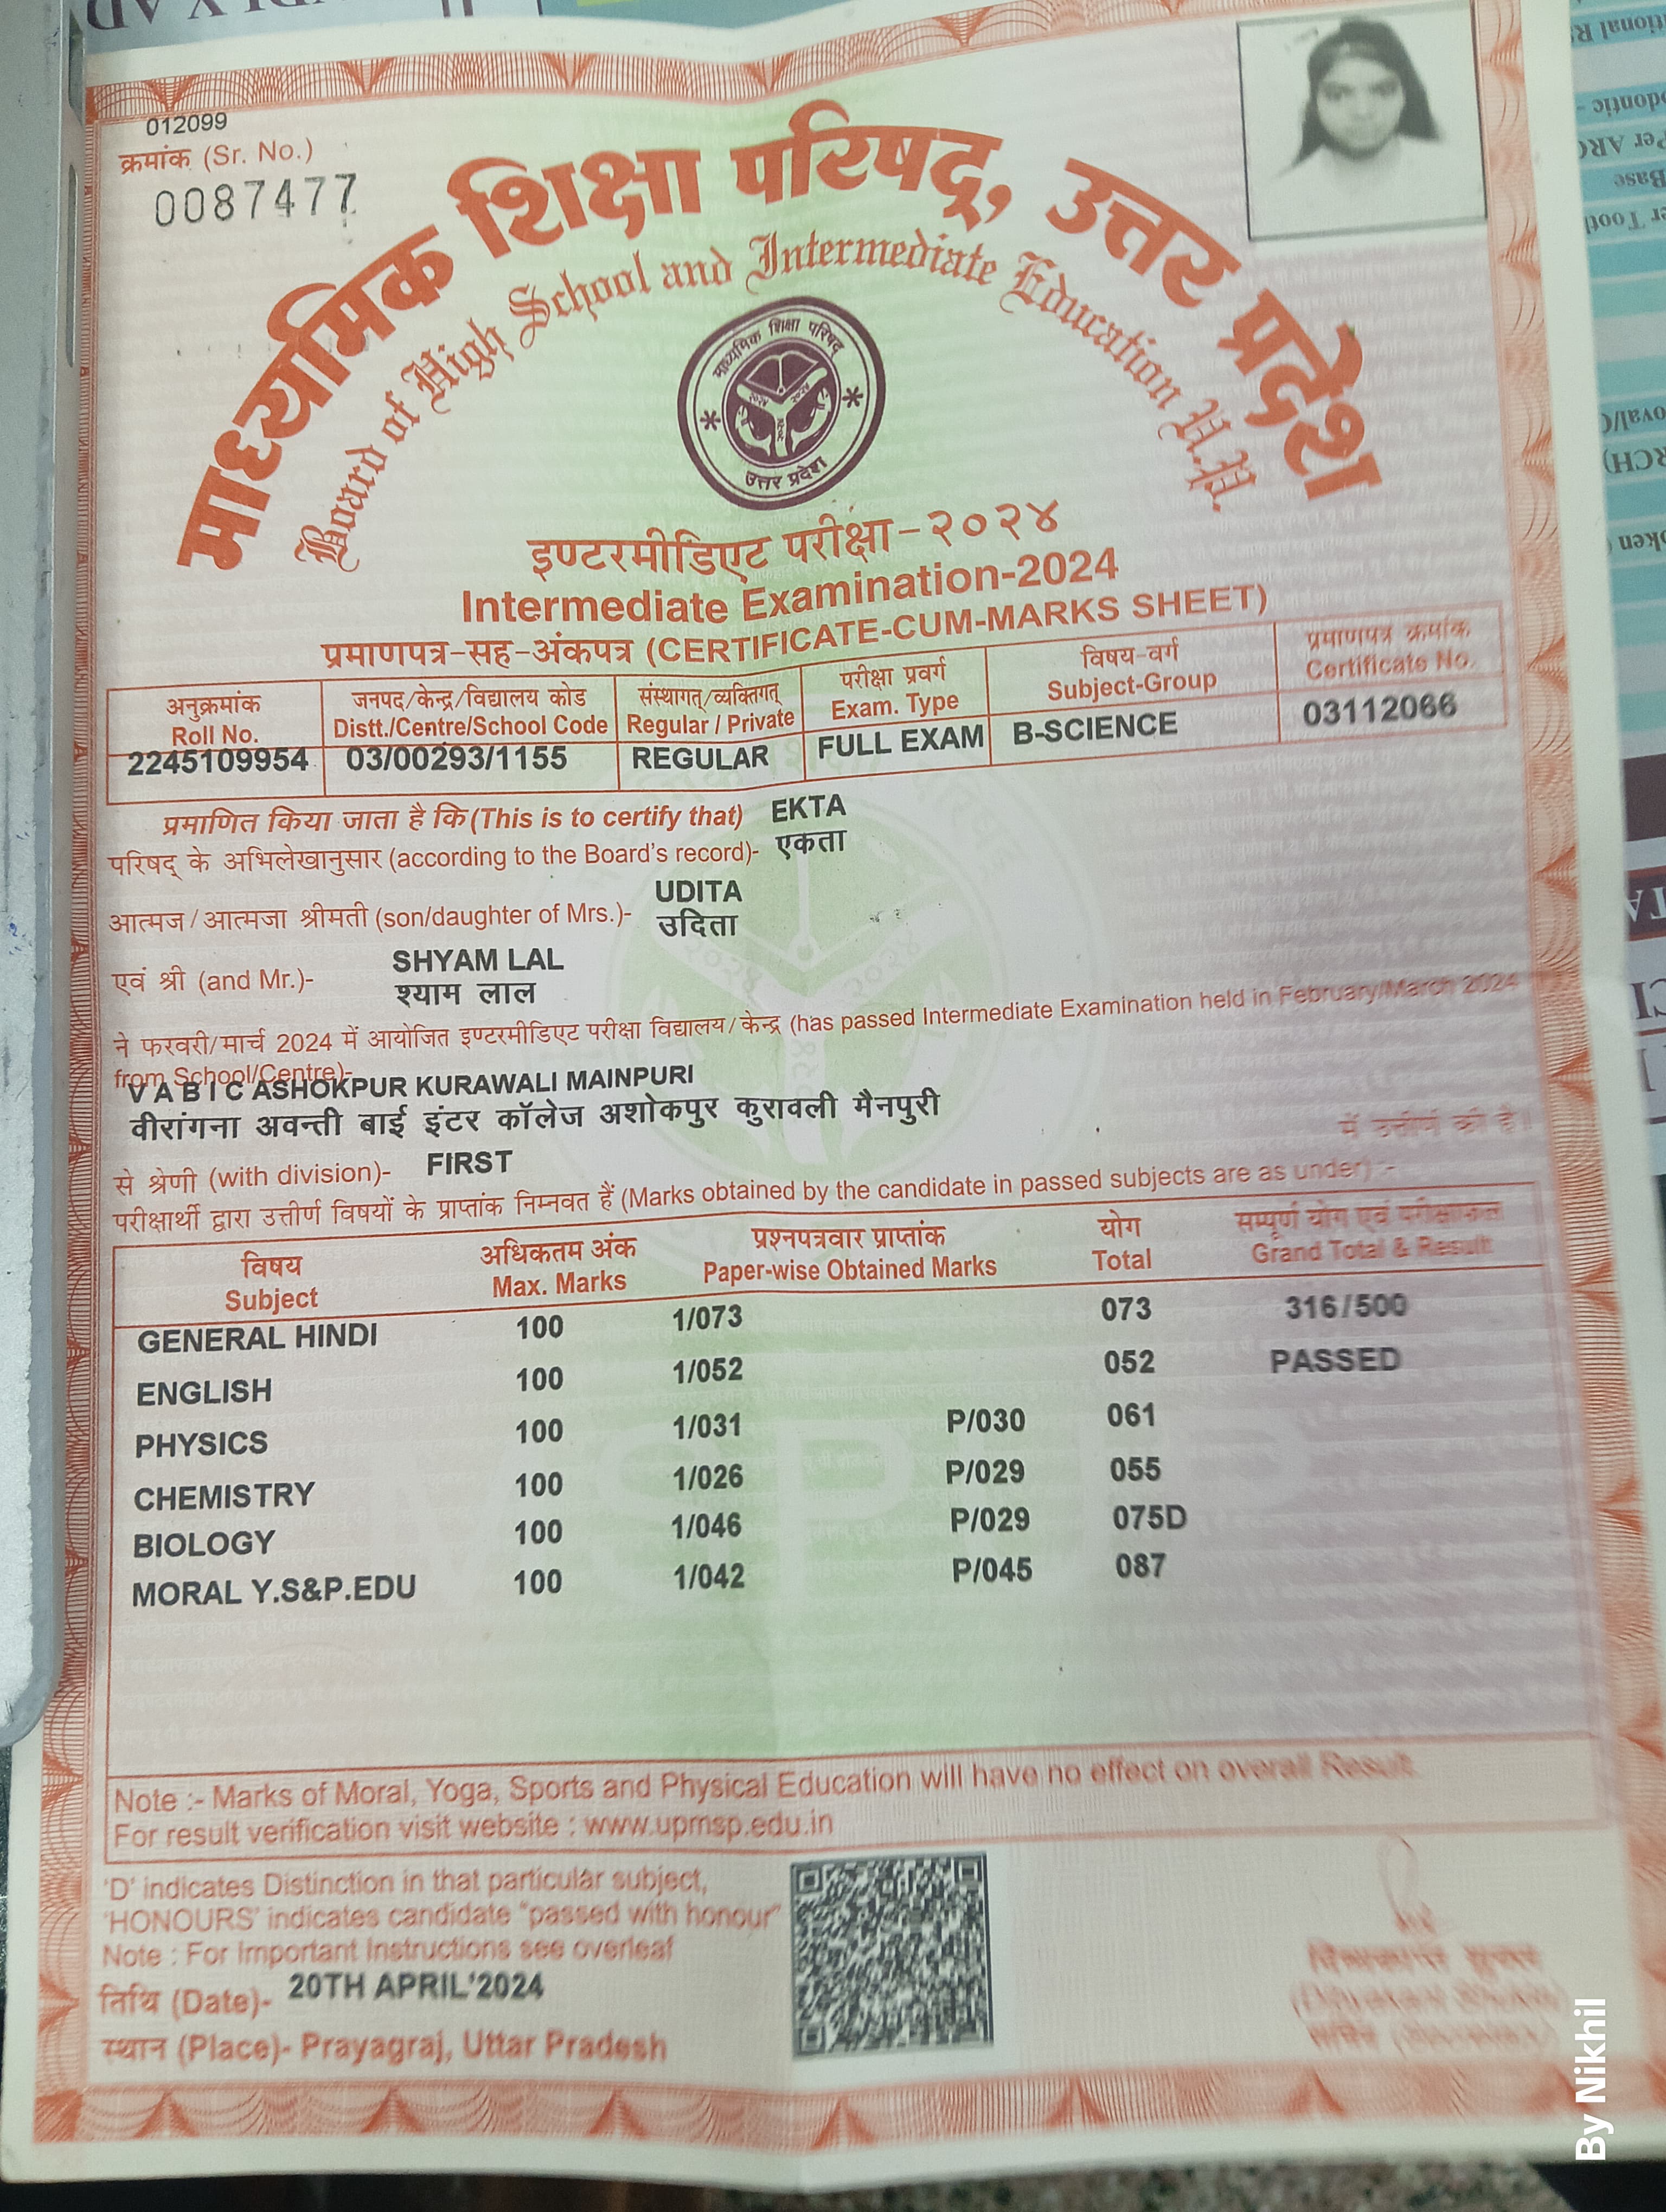 012099
क्रमांक (Sr. No.)
0087477
माध्यमिक शिक्षा परिषद्, उत्तर प्रदेश
Board of High School and Intermediate Education U.P.
माध्यमिक शिक्षा परिषद्
उत्तर प्रदेश
इण्टरमीडिएट परीक्षा-२०२४
Intermediate Examination-2024
प्रमाणपत्र-सह-अंकपत्र (CERTIFICATE-CUM-MARKS SHEET)
अनुक्रमांक जनपद/केन्द्र/विद्यालय कोड संस्थागत्/व्यक्तिगत् परीक्षा प्रवर्ग विषय-वर्ग प्रमाणपत्र क्रमांक
Roll No. Distt./Centre/School Code Regular / Private Exam. Type Subject-Group Certificate No.
2245109954 03/00293/1155 REGULAR FULL EXAM B-SCIENCE 03112066
प्रमाणित किया जाता है कि (This is to certify that) EKTA
परिषद् के अभिलेखानुसार (according to the Board's record)- एकता
UDITA
आत्मज/आत्मजा श्रीमती (son/daughter of Mrs.)- उदिता
SHYAM LAL
एवं श्री (and Mr.)- श्याम लाल
ने फरवरी/मार्च 2024 में आयोजित इण्टरमीडिएट परीक्षा विद्यालय/केन्द्र (has passed Intermediate Examination held in February/March 2024
from School/Centre)-
V A B I C ASHOKPUR KURAWALI MAINPURI
वीरांगना अवन्ती बाई इंटर कॉलेज अशोकपुर कुरावली मैनपुरी
में उत्तीर्ण की है।
से श्रेणी (with division)- FIRST
परीक्षार्थी द्वारा उत्तीर्ण विषयों के प्राप्तांक निम्नवत हैं (Marks obtained by the candidate in passed subjects are as under) :-
विषय अधिकतम अंक प्रश्नपत्रवार प्राप्तांक योग सम्पूर्ण योग एवं परीक्षाफल
Subject Max. Marks Paper-wise Obtained Marks Total Grand Total & Result
GENERAL HINDI 100 1/073 073 316/500
ENGLISH 100 1/052 052 PASSED
PHYSICS 100 1/031 P/030 061
CHEMISTRY 100 1/026 P/029 055
BIOLOGY 100 1/046 P/029 075D
MORAL Y.S&P.EDU 100 1/042 P/045 087
Note :- Marks of Moral, Yoga, Sports and Physical Education will have no effect on overall Result.
For result verification visit website : www.upmsp.edu.in
'D' indicates Distinction in that particular subject,
'HONOURS' indicates candidate "passed with honour"
Note : For Important Instructions see overleaf
तिथि (Date)- 20TH APRIL'2024
स्थान (Place)- Prayagraj, Uttar Pradesh
By Nikhil